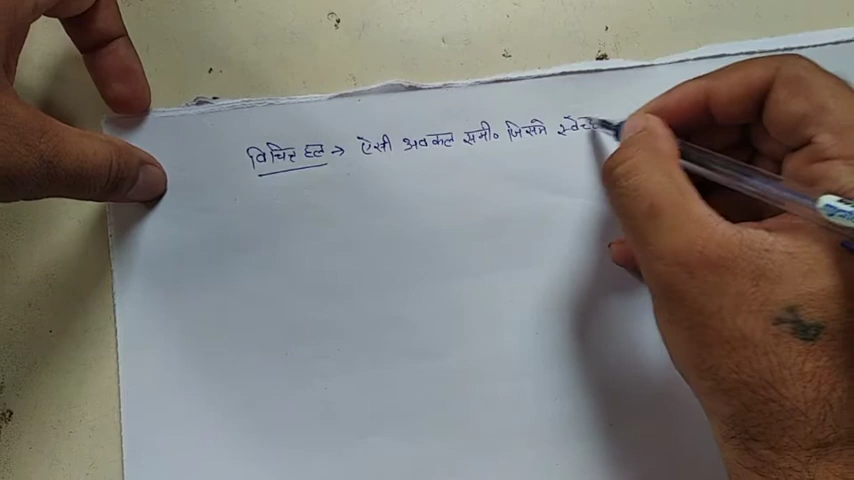 विचित्र हल → ऐसी अवकल समी० जिसमे